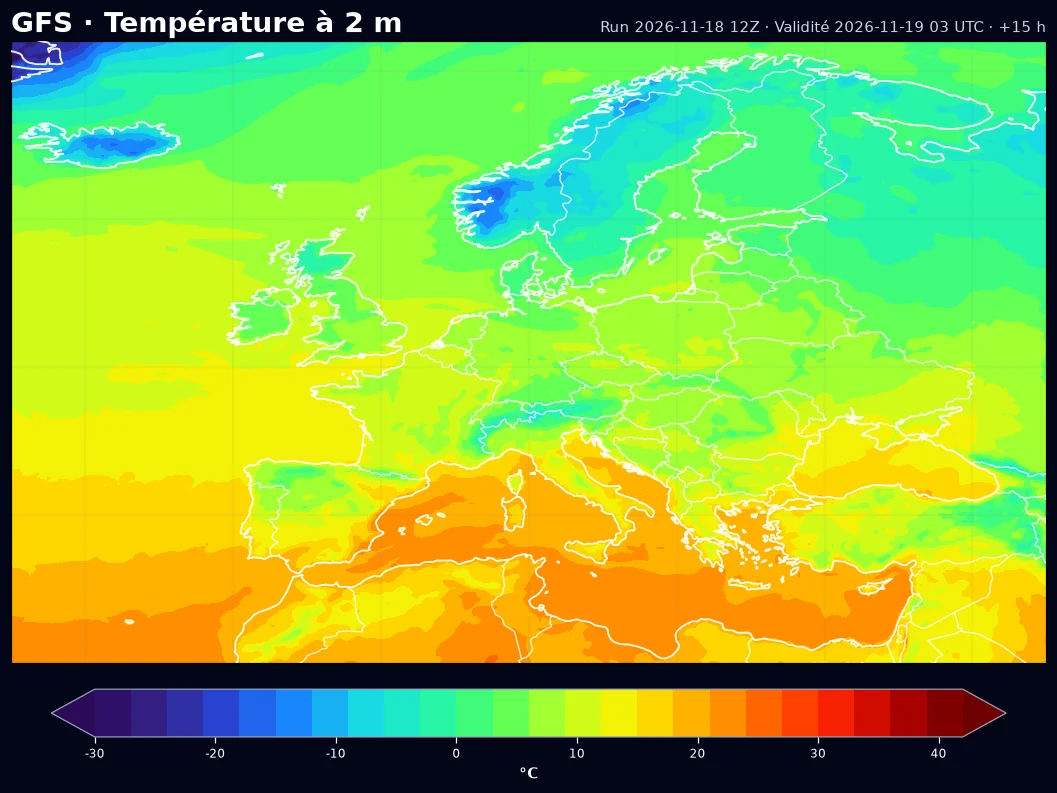 GFS · Température à 2 m
Run 2026-11-18 12Z · Validité 2026-11-19 03 UTC · +15 h
-30 -20 -10 0 10 20 30 40
°C